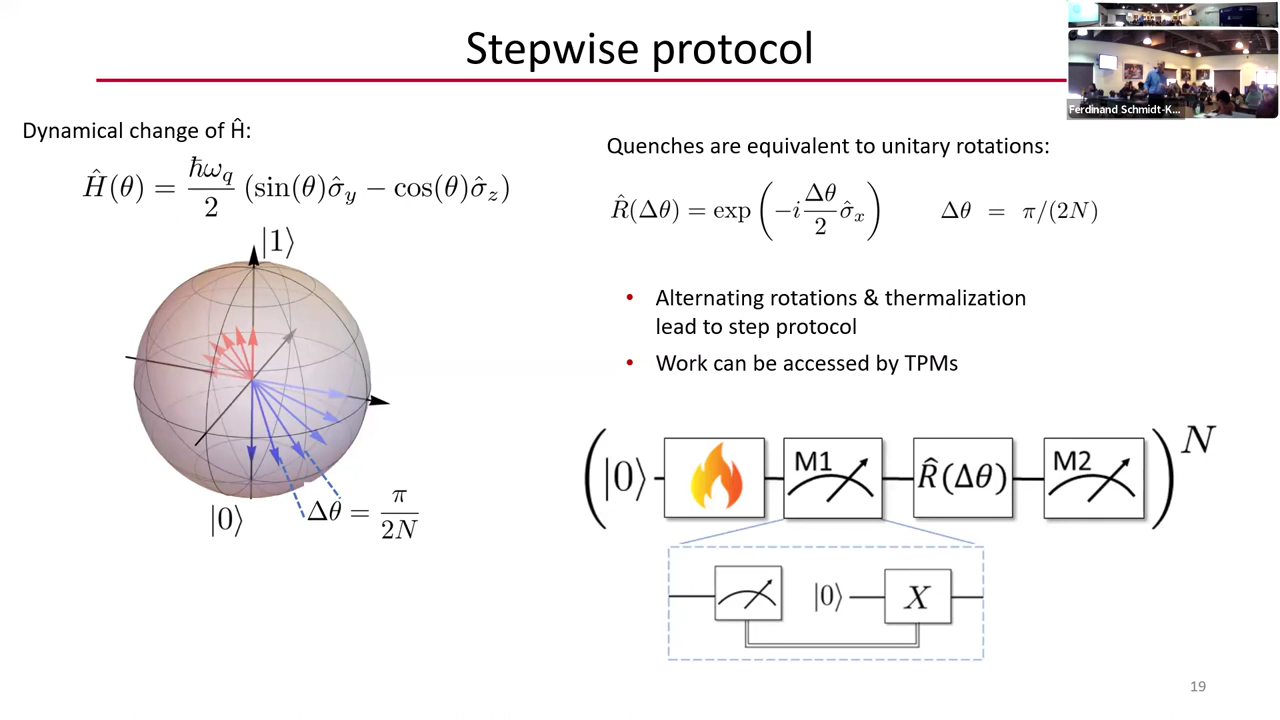 Stepwise protocol
Ferdinand Schmidt-K...
Dynamical change of Ĥ:
Ĥ(θ) = ħω_q/2 (sin(θ)σ̂_y − cos(θ)σ̂_z)
|1⟩
|0⟩
Δθ = π/2N
Quenches are equivalent to unitary rotations:
R̂(Δθ) = exp(−i Δθ/2 σ̂_x) Δθ = π/(2N)
• Alternating rotations & thermalization
lead to step protocol
• Work can be accessed by TPMs
(|0⟩ M1 R̂(Δθ) M2)^N
|0⟩ X
19